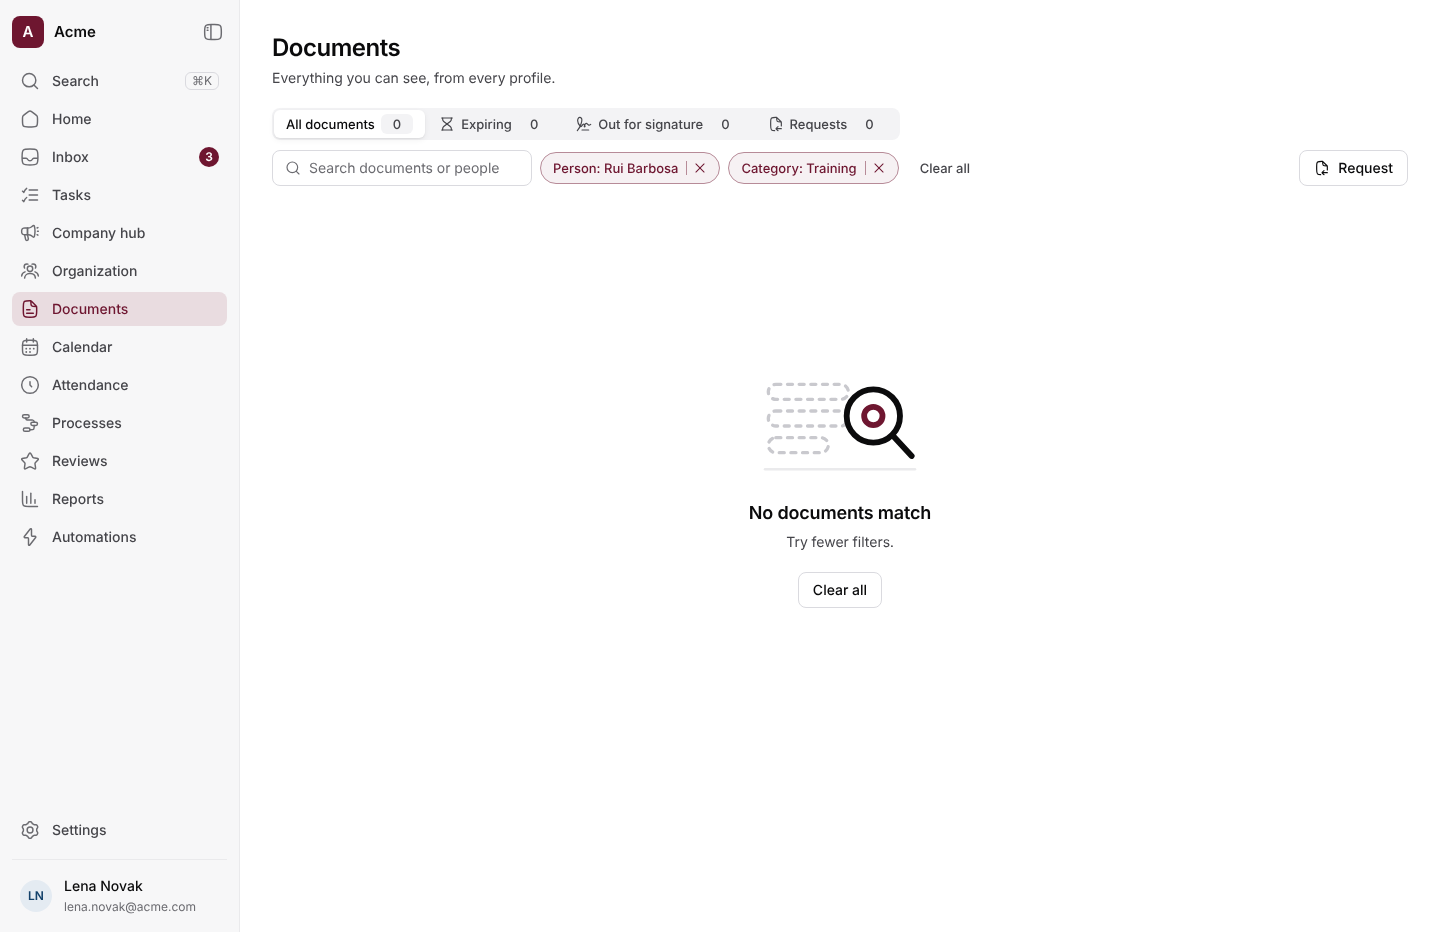 A Acme
Search ⌘K
Home
Inbox 3
Tasks
Company hub
Organization
Documents
Calendar
Attendance
Processes
Reviews
Reports
Automations
Settings
LN Lena Novak
lena.novak@acme.com
Documents
Everything you can see, from every profile.
All documents 0 Expiring 0 Out for signature 0 Requests 0
Search documents or people Person: Rui Barbosa Category: Training Clear all Request
No documents match
Try fewer filters.
Clear all